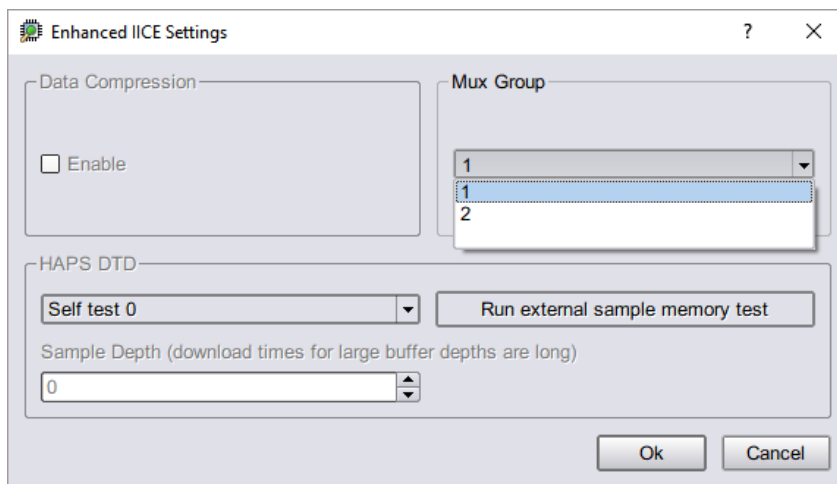 Enhanced IICE Settings
?
Data Compression
Enable
Mux Group
1
1
2
HAPS DTD
Self test 0
Run external sample memory test
Sample Depth (download times for large buffer depths are long)
0
Ok
Cancel